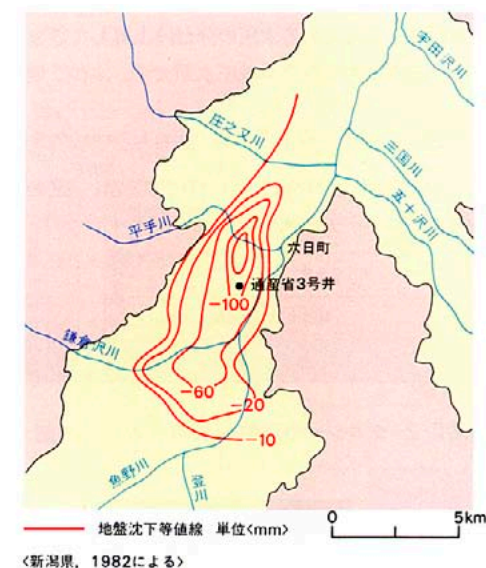 宇田沢川
庄之又川
三国川
五十沢川
平手川
六日町
通産省3号井
-100
鎌倉沢川
-60
-20
-10
魚野川
登川
地盤沈下等値線 単位<mm>
0 5km
<新潟県, 1982による>